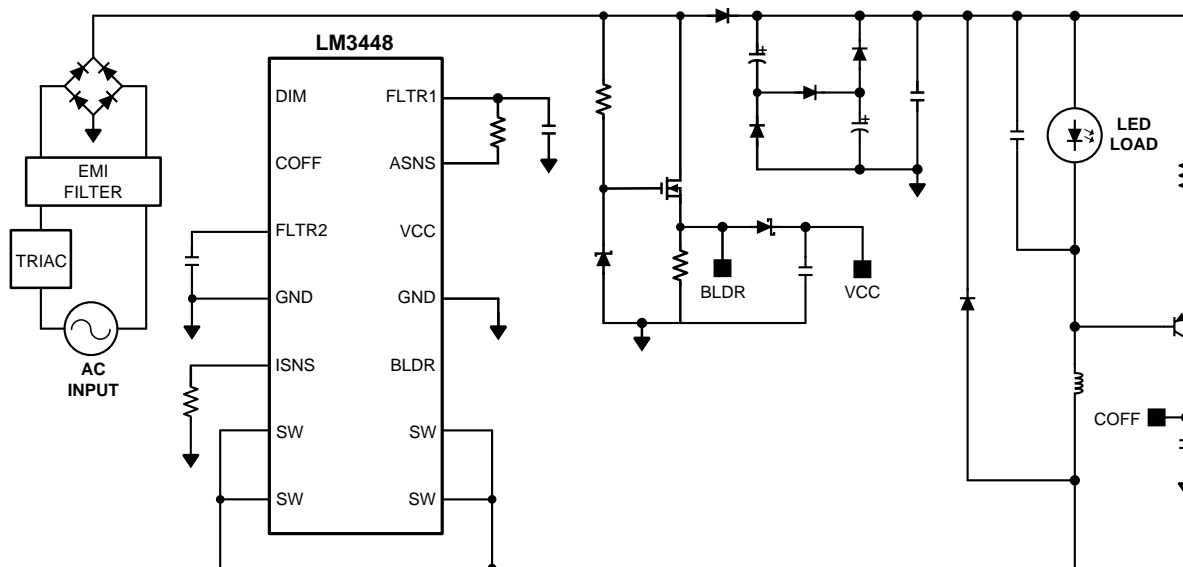 LM3448
DIM
FLTR1
COFF
ASNS
FLTR2
VCC
GND
GND
ISNS
BLDR
SW
SW
SW
SW
EMI
FILTER
TRIAC
AC
INPUT
BLDR
VCC
LED
LOAD
COFF
+
+